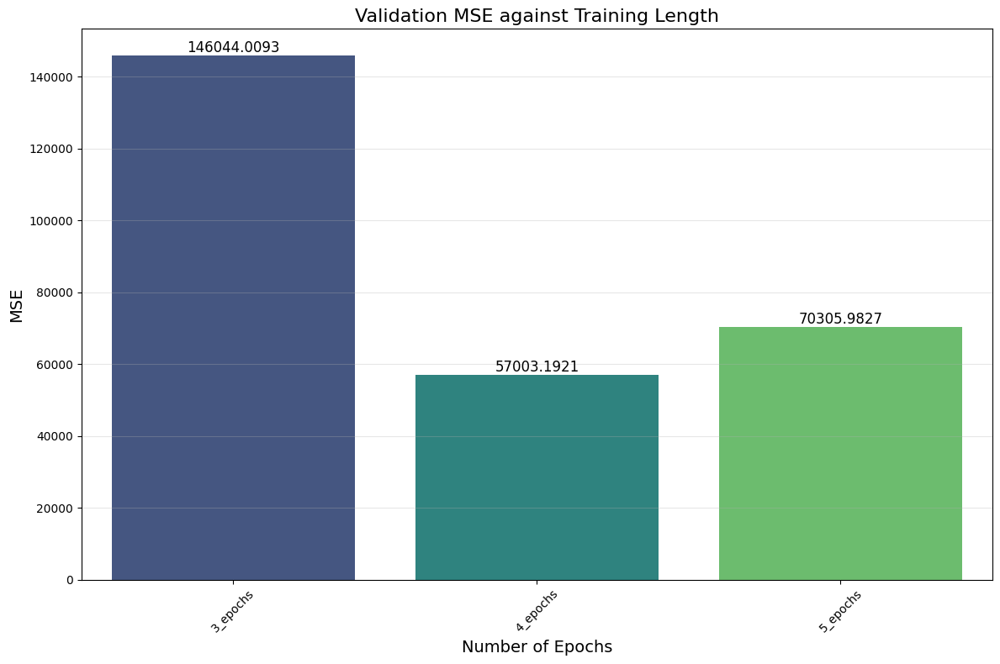 Validation MSE against Training Length
146044.0093
140000
120000
100000
80000
70305.9827
60000
57003.1921
40000
20000
0
MSE
3_epochs
4_epochs
5_epochs
Number of Epochs